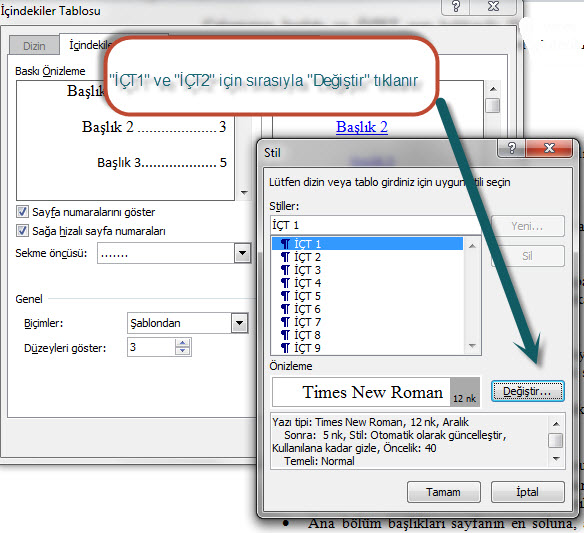 İçindekiler Tablosu
Dizin
İçindekiler
"İÇT1" ve "İÇT2" için sırasıyla "Değiştir" tıklanır
Baskı Önizleme
Başlık
Başlık 2 ..................... 3
Başlık 3.................... 5
Başlık 2
Sayfa numaralarını göster
Sağa hizalı sayfa numaraları
Sekme öncüsü:
.......
Genel
Biçimler:
Şablondan
Düzeyleri göster:
3
Stil
Lütfen dizin veya tablo girdiniz için uygun stili seçin
Stiller:
İÇT 1
Yeni...
Sil
¶ İÇT 1
¶ İÇT 2
¶ İÇT 3
¶ İÇT 4
¶ İÇT 5
¶ İÇT 6
¶ İÇT 7
¶ İÇT 8
¶ İÇT 9
Önizleme
Times New Roman
12 nk
Değiştir...
Yazı tipi: Times New Roman, 12 nk, Aralık
Sonra: 5 nk, Stil: Otomatik olarak güncelleştir,
Kullanılana kadar gizle, Öncelik: 40
Temeli: Normal
Tamam
İptal
• Ana bölüm başlıkları sayfanın en soluna,